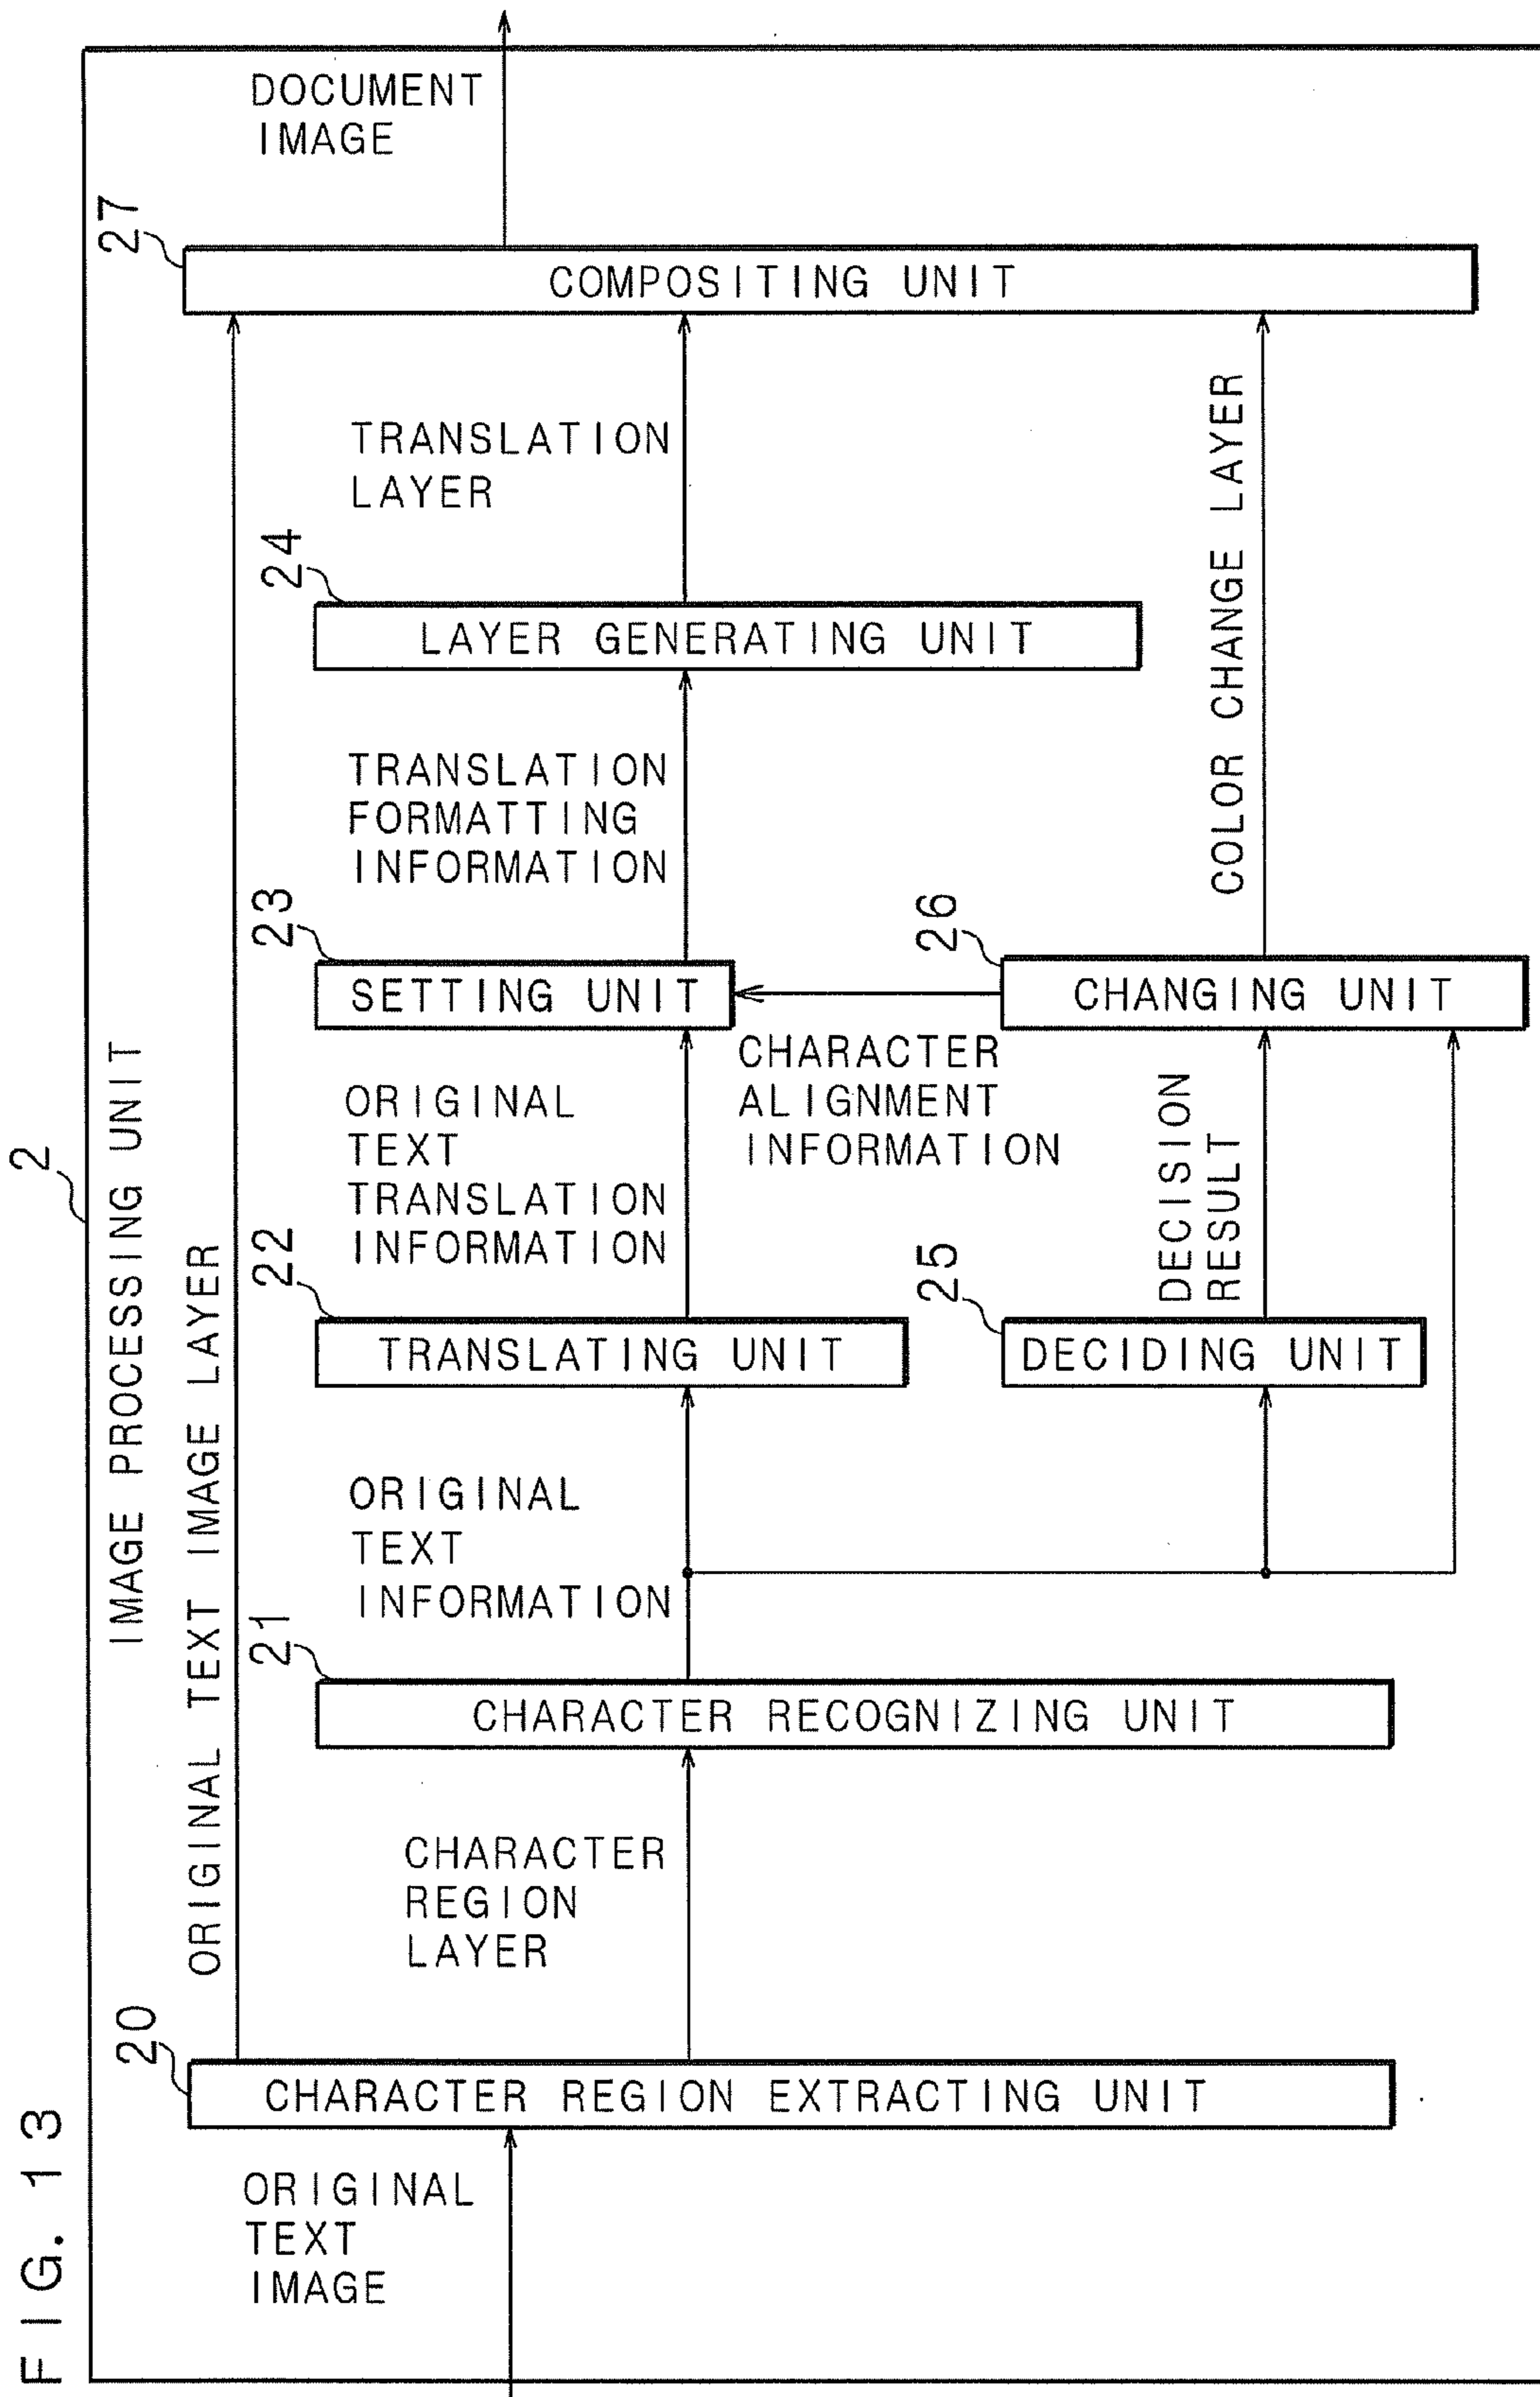 FIG. 13
2
IMAGE PROCESSING UNIT
ORIGINAL TEXT IMAGE LAYER
ORIGINAL
TEXT
IMAGE
20
CHARACTER REGION EXTRACTING UNIT
CHARACTER
REGION
LAYER
21
CHARACTER RECOGNIZING UNIT
ORIGINAL
TEXT
INFORMATION
22
TRANSLATING UNIT
ORIGINAL
TEXT
TRANSLATION
INFORMATION
23
SETTING UNIT
TRANSLATION
FORMATTING
INFORMATION
24
LAYER GENERATING UNIT
TRANSLATION
LAYER
25
DECIDING UNIT
DECISION
RESULT
CHARACTER
ALIGNMENT
INFORMATION
26
CHANGING UNIT
COLOR CHANGE LAYER
27
COMPOSITING UNIT
DOCUMENT
IMAGE